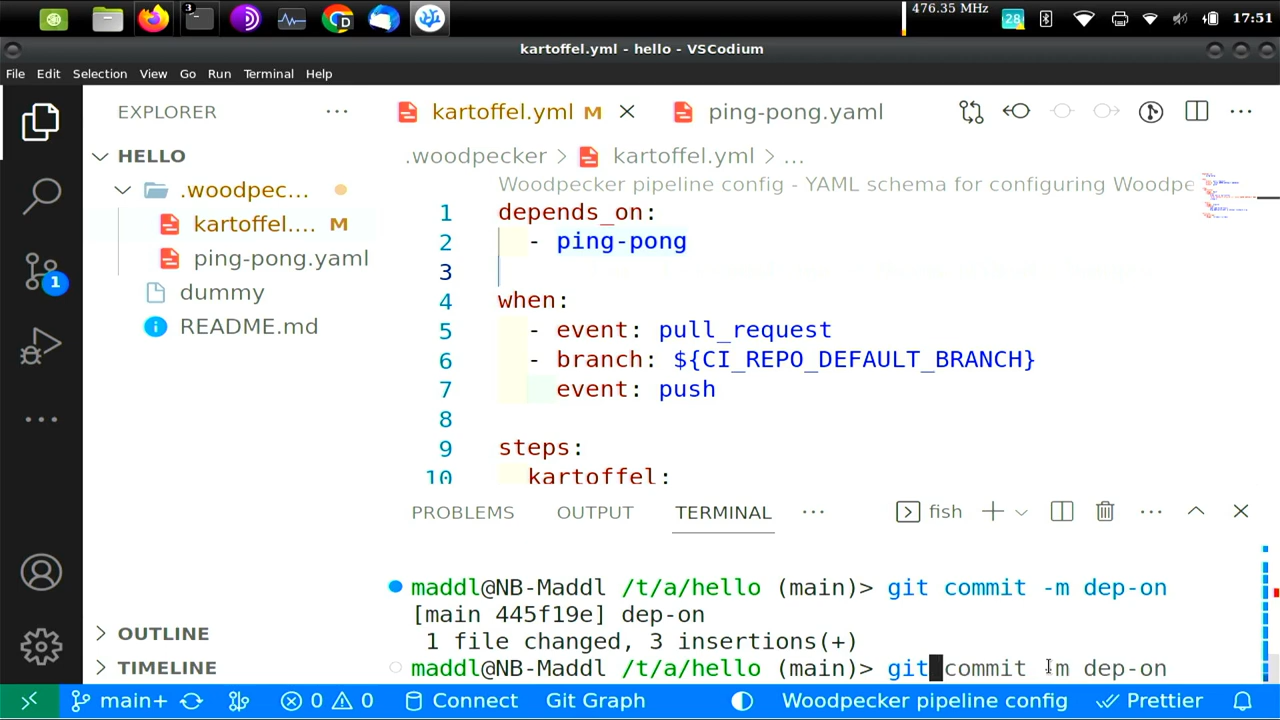 3
476.35 MHz
28
17:51
kartoffel.yml - hello - VSCodium
File Edit Selection View Go Run Terminal Help
EXPLORER
kartoffel.yml M
ping-pong.yaml
HELLO
.woodpecker > kartoffel.yml > ...
.woodpec...
kartoffel.... M
ping-pong.yaml
dummy
README.md
1
Woodpecker pipeline config - YAML schema for configuring Woodpe
1 depends_on:
2 - ping-pong
3
4 when:
5 - event: pull_request
6 - branch: ${CI_REPO_DEFAULT_BRANCH}
7 event: push
8
9 steps:
10 kartoffel:
PROBLEMS OUTPUT TERMINAL ... fish
maddl@NB-Maddl /t/a/hello (main)> git commit -m dep-on
[main 445f19e] dep-on
1 file changed, 3 insertions(+)
maddl@NB-Maddl /t/a/hello (main)> git commit -m dep-on
OUTLINE
TIMELINE
main+ 0 0 Connect Git Graph Woodpecker pipeline config Prettier